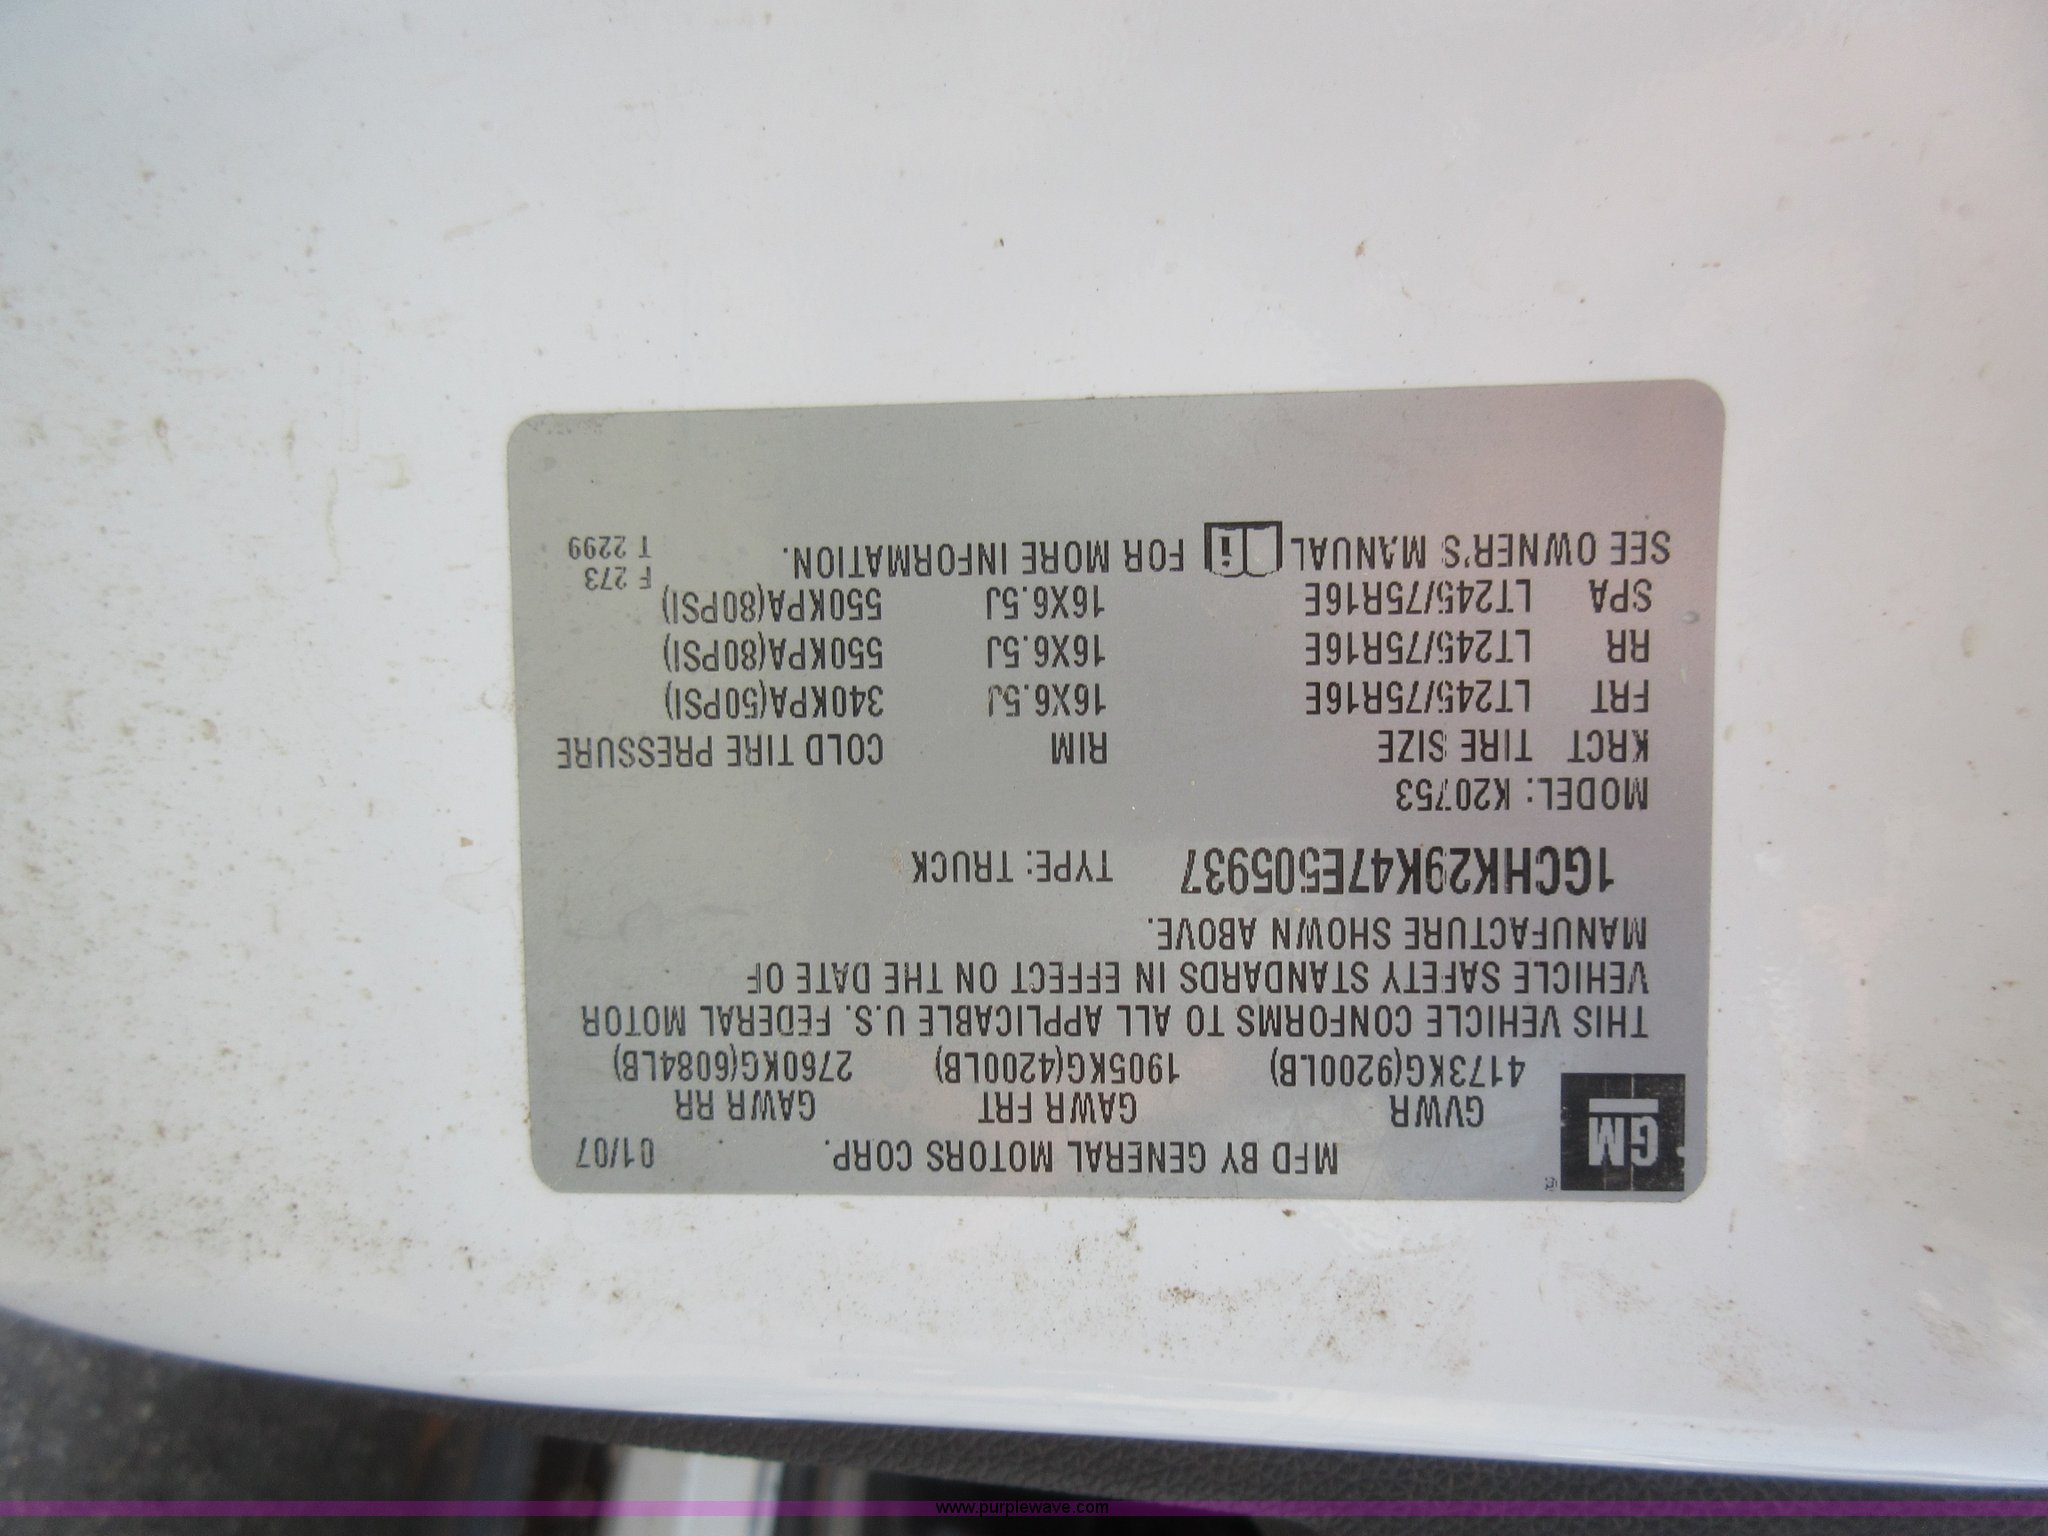 GM
MFD BY GENERAL MOTORS CORP. 01/07
GVWR GAWR FRT GAWR RR
4173KG(9200LB) 1905KG(4200LB) 2760KG(6084LB)
THIS VEHICLE CONFORMS TO ALL APPLICABLE U.S. FEDERAL MOTOR
VEHICLE SAFETY STANDARDS IN EFFECT ON THE DATE OF
MANUFACTURE SHOWN ABOVE.
1GCHK29K47E505937 TYPE: TRUCK
MODEL: K20753
KRCT TIRE SIZE RIM COLD TIRE PRESSURE
FRT LT245/75R16E 16X6.5J 340KPA(50PSI)
RR LT245/75R16E 16X6.5J 550KPA(80PSI)
SPA LT245/75R16E 16X6.5J 550KPA(80PSI)
F 273
SEE OWNER'S MANUAL i FOR MORE INFORMATION. T 2299
www.purplewave.com